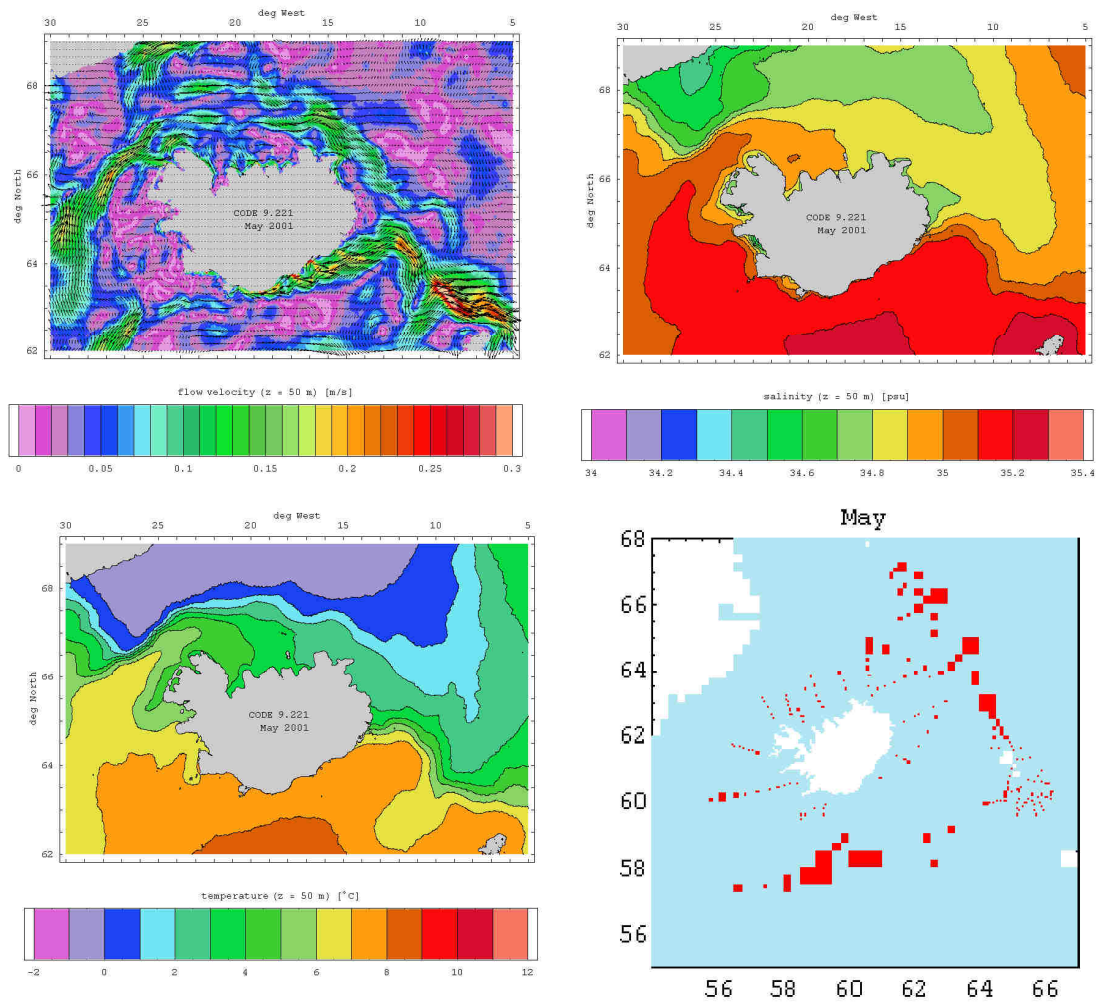 deg West
30 25 20 15 10 5
68
66
64
62
deg North
CODE 9.221
May 2001
flow velocity (z = 50 m) [m/s]
0 0.05 0.1 0.15 0.2 0.25 0.3
deg West
30 25 20 15 10 5
68
66
64
62
deg North
CODE 9.221
May 2001
salinity (z = 50 m) [psu]
34 34.2 34.4 34.6 34.8 35 35.2 35.4
deg West
30 25 20 15 10 5
68
66
64
62
deg North
CODE 9.221
May 2001
temperature (z = 50 m) [°C]
-2 0 2 4 6 8 10 12
May
68
66
64
62
60
58
56
56 58 60 62 64 66